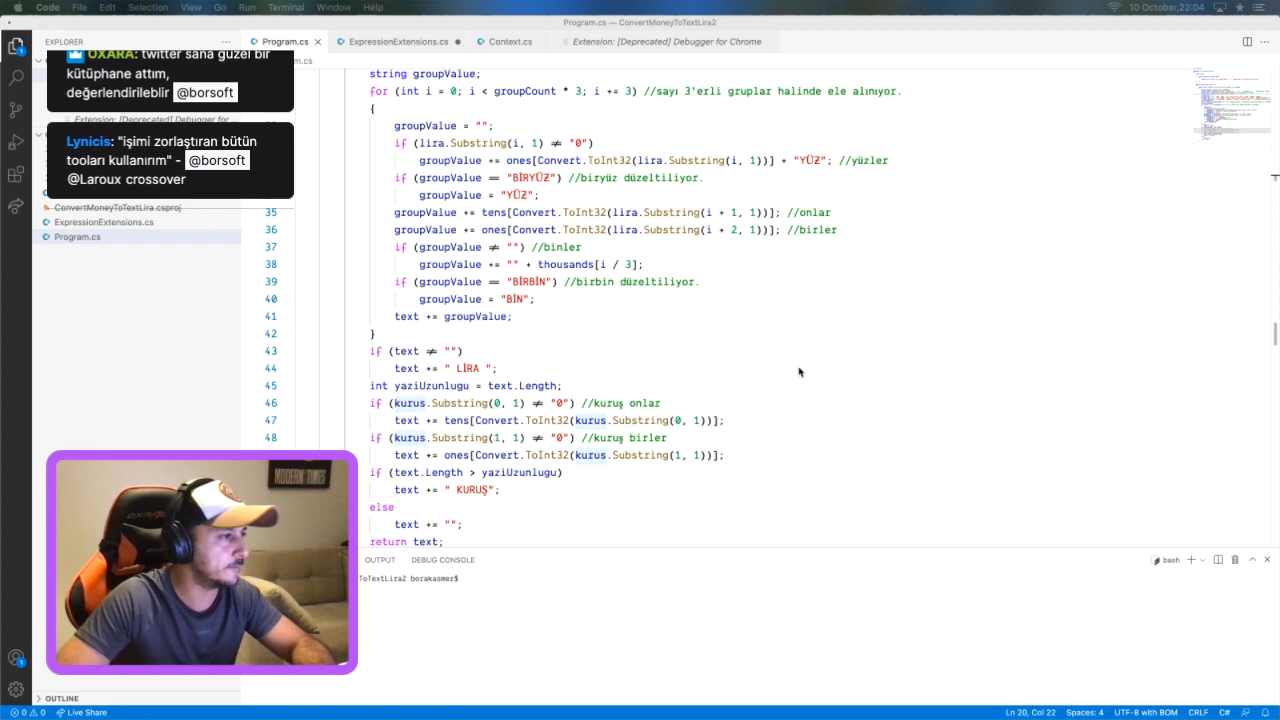 Code File Edit Selection View Go Run Terminal Window Help 10 October,22:04
Program.cs — ConvertMoneyToTextLira2
EXPLORER ··· Program.cs ExpressionExtensions.cs Context.cs Extension: [Deprecated] Debugger for Chrome
OXARA: twitter sana güzel bir
kütüphane attım,
değerlendirileblir @borsoft
Extension: [Deprecated] Debugger for ...
Lynicis: "işimi zorlaştıran bütün
tooları kullanırım" - @borsoft
@Laroux crossover
ConvertMoneyToTextLira.csproj
ExpressionExtensions.cs
Program.cs
string groupValue;
for (int i = 0; i < groupCount * 3; i += 3) //sayı 3'erli gruplar halinde ele alınıyor.
{
groupValue = "";
if (lira.Substring(i, 1) != "0")
groupValue += ones[Convert.ToInt32(lira.Substring(i, 1))] + "YÜZ"; //yüzler
if (groupValue == "BİRYÜZ") //biryüz düzeltiliyor.
groupValue = "YÜZ";
35 groupValue += tens[Convert.ToInt32(lira.Substring(i + 1, 1))]; //onlar
36 groupValue += ones[Convert.ToInt32(lira.Substring(i + 2, 1))]; //birler
37 if (groupValue != "") //binler
38 groupValue += "" + thousands[i / 3];
39 if (groupValue == "BİRBİN") //birbin düzeltiliyor.
40 groupValue = "BİN";
41 text += groupValue;
42 }
43 if (text != "")
44 text += " LİRA ";
45 int yaziUzunlugu = text.Length;
46 if (kurus.Substring(0, 1) != "0") //kuruş onlar
47 text += tens[Convert.ToInt32(kurus.Substring(0, 1))];
48 if (kurus.Substring(1, 1) != "0") //kuruş birler
text += ones[Convert.ToInt32(kurus.Substring(1, 1))];
if (text.Length > yaziUzunlugu)
text += " KURUŞ";
else
text += "";
return text;
MODERN TIMES
OUTPUT DEBUG CONSOLE bash
ToTextLira2 borakasmer$
OUTLINE
0 0 Live Share Ln 20, Col 22 Spaces: 4 UTF-8 with BOM CRLF C#